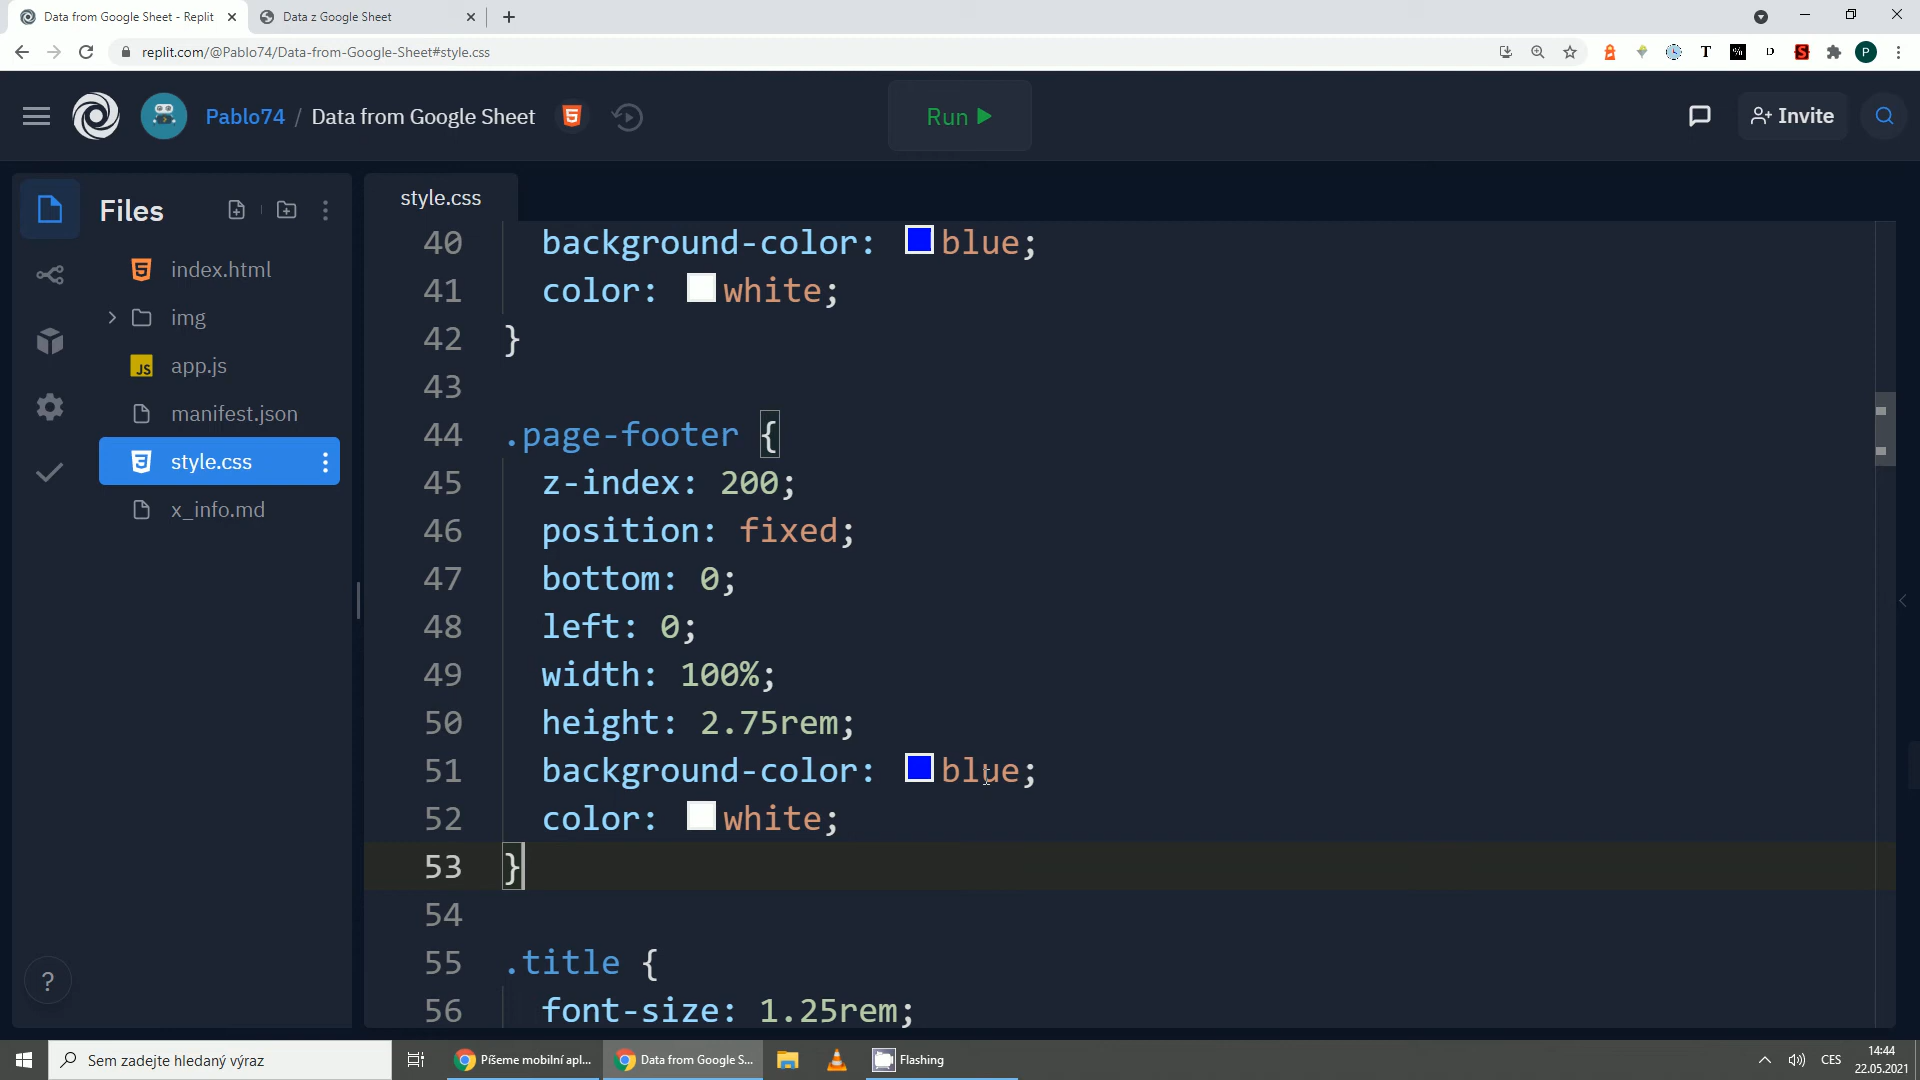 Data from Google Sheet - Replit
Data z Google Sheet
replit.com/@Pablo74/Data-from-Google-Sheet#style.css
T
D
S
P
Pablo74 / Data from Google Sheet
Run
Invite
Files
index.html
img
JS app.js
manifest.json
style.css
x_info.md
?
style.css
40 background-color: blue;
41 color: white;
42 }
43
44 .page-footer {
45 z-index: 200;
46 position: fixed;
47 bottom: 0;
48 left: 0;
49 width: 100%;
50 height: 2.75rem;
51 background-color: blue;
52 color: white;
53 }
54
55 .title {
56 font-size: 1.25rem;
Sem zadejte hledaný výraz
Píšeme mobilní apl...
Data from Google S...
Flashing
CES
14:44
22.05.2021